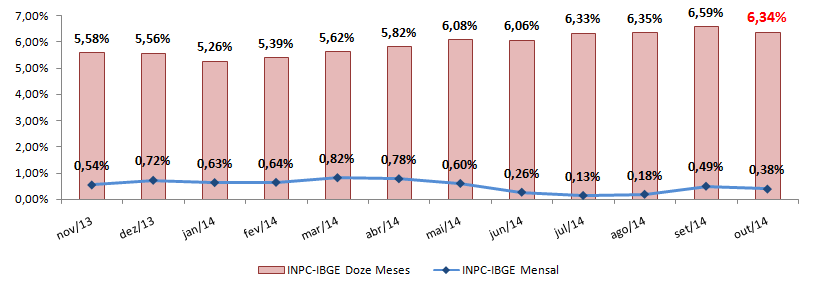 7,00%
6,00%
5,00%
4,00%
3,00%
2,00%
1,00%
0,00%
5,58% 5,56% 5,26% 5,39% 5,62% 5,82% 6,08% 6,06% 6,33% 6,35% 6,59% 6,34%
0,54% 0,72% 0,63% 0,64% 0,82% 0,78% 0,60% 0,26% 0,13% 0,18% 0,49% 0,38%
nov/13 dez/13 jan/14 fev/14 mar/14 abr/14 mai/14 jun/14 jul/14 ago/14 set/14 out/14
INPC-IBGE Doze Meses INPC-IBGE Mensal